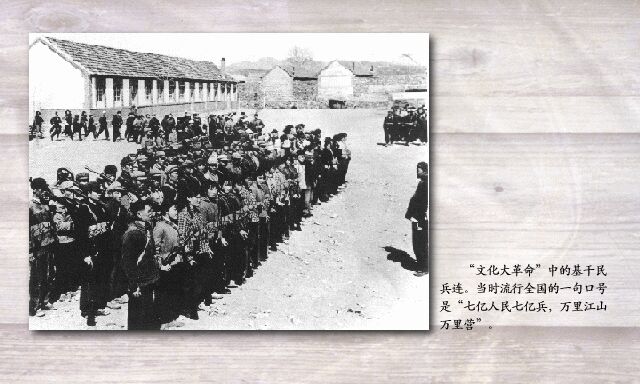 “文化大革命”中的基干民
兵连。当时流行全国的一句口号
是“七亿人民七亿兵，万里江山
万里营”。